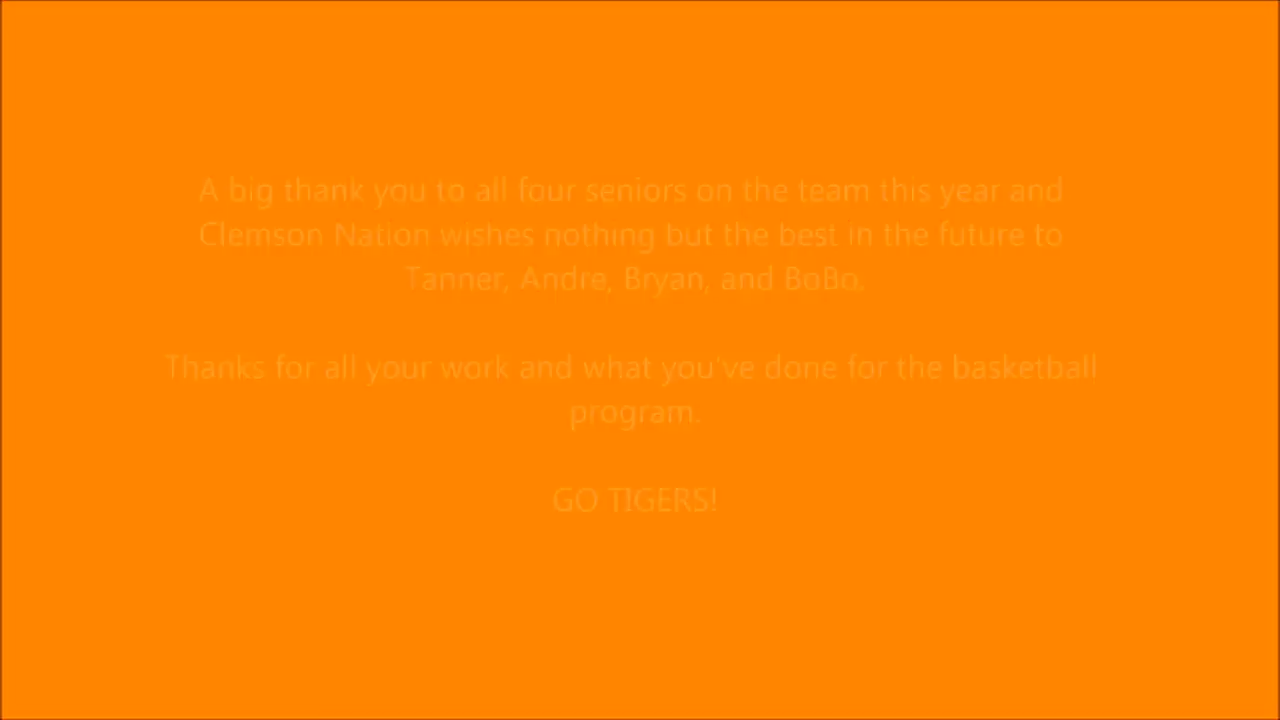 A big thank you to all four seniors on the team this year and
Clemson Nation wishes nothing but the best in the future to
Tanner, Andre, Bryan, and BoBo.
Thanks for all your work and what you've done for the basketball
program.
GO TIGERS!